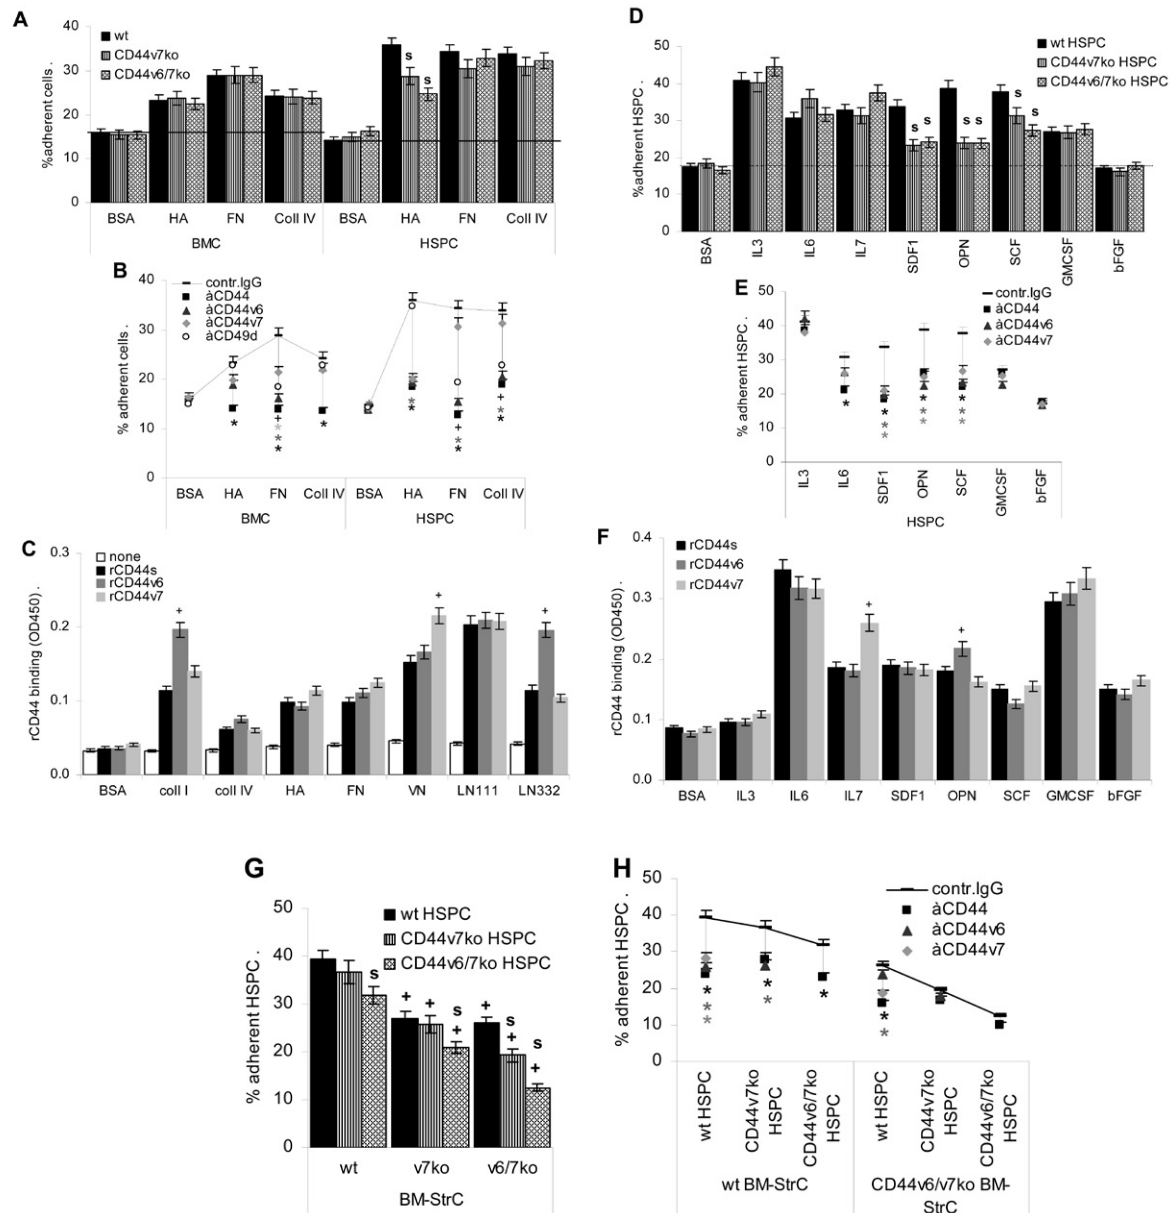 A
%adherent cells .
40
30
20
10
0
wt
CD44v7ko
CD44v6/7ko
s
s
BSA HA FN Coll IV BSA HA FN Coll IV
BMC HSPC
D
%adherent HSPC .
50
40
30
20
10
0
wt HSPC
CD44v7ko HSPC
CD44v6/7ko HSPC
s s s s s s
BSA IL3 IL6 IL7 SDF1 OPN SCF GMCSF bFGF
B
% adherent cells .
40
30
20
10
0
contr.IgG
àCD44
àCD44v6
àCD44v7
àCD49d
* + * * * * * * + * * + * *
BSA HA FN Coll IV BSA HA FN Coll IV
BMC HSPC
E
% adherent HSPC .
50
40
30
20
10
0
contr.IgG
àCD44
àCD44v6
àCD44v7
* * * * * * * * * *
IL3 IL6 SDF1 OPN SCF GMCSF bFGF
HSPC
C
rCD44 binding (OD450) .
0.3
0.2
0.1
0.0
none
rCD44s
rCD44v6
rCD44v7
+ + +
BSA coll I coll IV HA FN VN LN111 LN332
F
rCD44 binding (OD450) .
0.4
0.3
0.2
0.1
0.0
rCD44s
rCD44v6
rCD44v7
+ +
BSA IL3 IL6 IL7 SDF1 OPN SCF GMCSF bFGF
G
% adherent HSPC .
50
40
30
20
10
0
wt HSPC
CD44v7ko HSPC
CD44v6/7ko HSPC
s + + s + + s + s +
wt v7ko v6/7ko
BM-StrC
H
% adherent HSPC .
50
40
30
20
10
0
contr.IgG
àCD44
àCD44v6
àCD44v7
* * * * * * * *
wt HSPC
CD44v7ko HSPC
CD44v6/7ko HSPC
wt HSPC
CD44v7ko HSPC
CD44v6/7ko HSPC
wt BM-StrC CD44v6/v7ko BM-
StrC